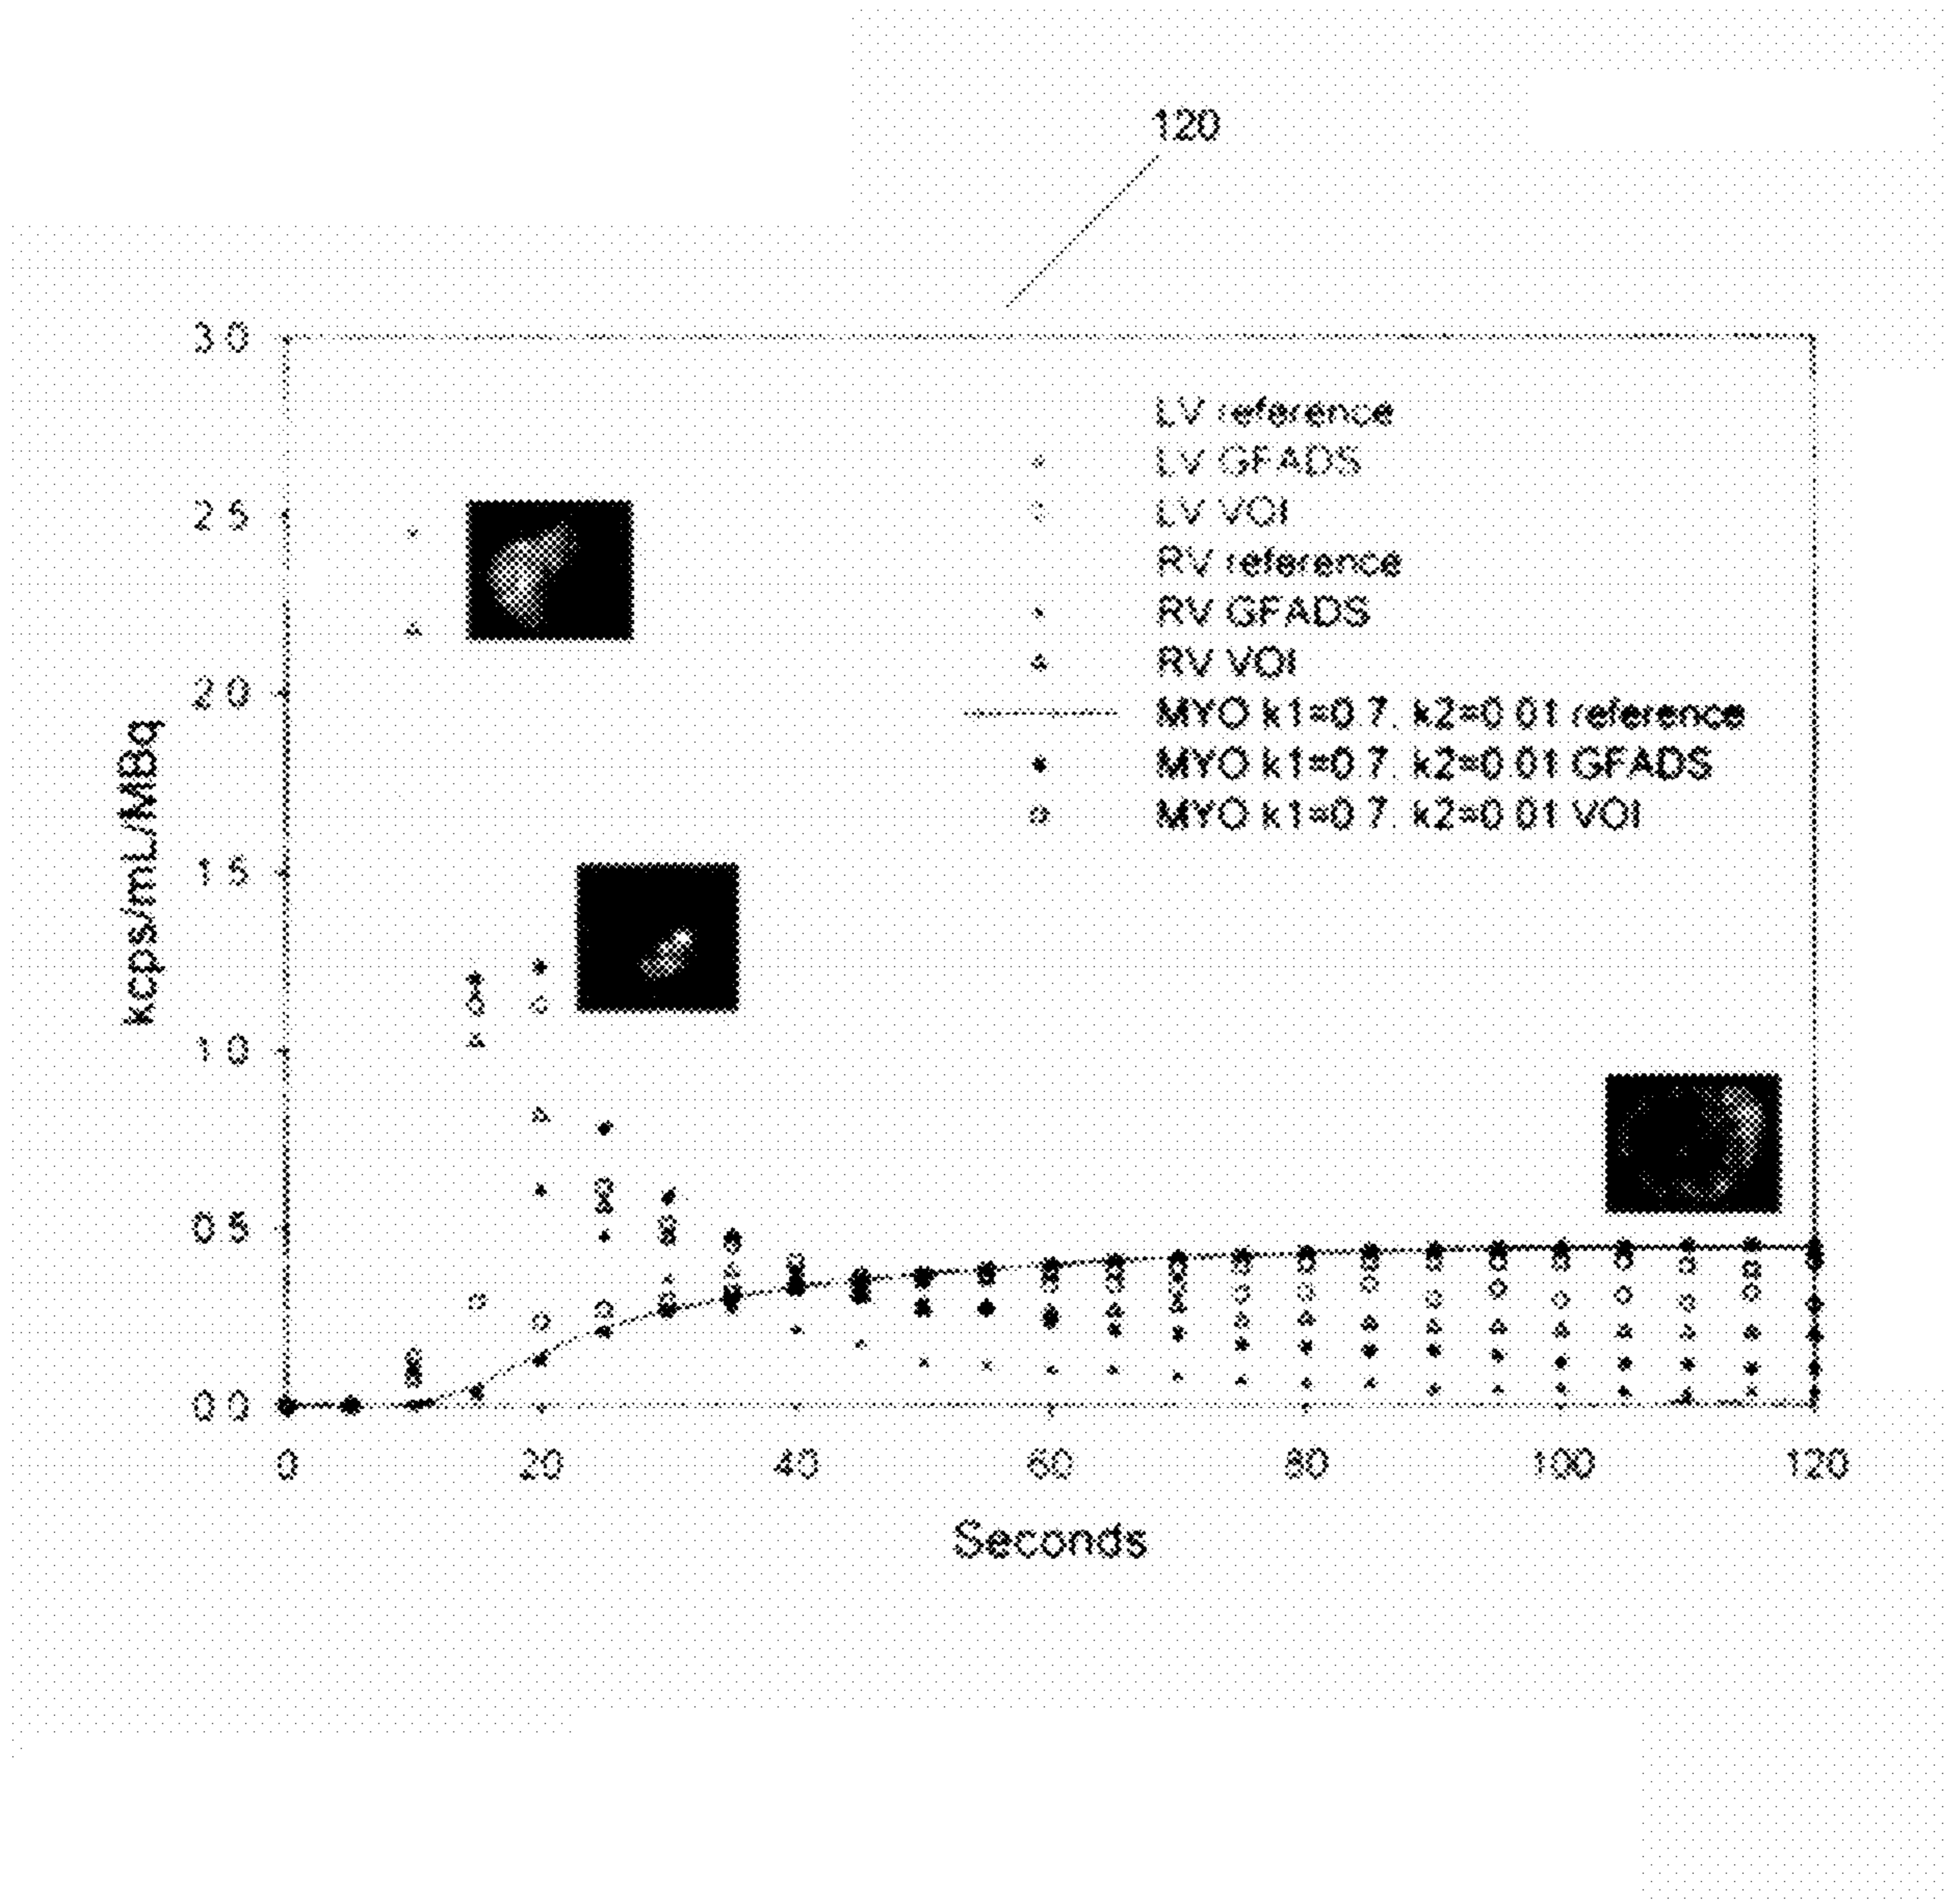 120
3 0
2 5
2 0
1 5
1 0
0 5
0 0
kcps/mL/MBq
LV reference
LV GFADS
LV VOI
RV reference
RV GFADS
RV VOI
MYO k1=0 7. k2=0 01 reference
MYO k1=0 7. k2=0 01 GFADS
MYO k1=0 7. k2=0 01 VOI
0 20 40 60 80 100 120
Seconds